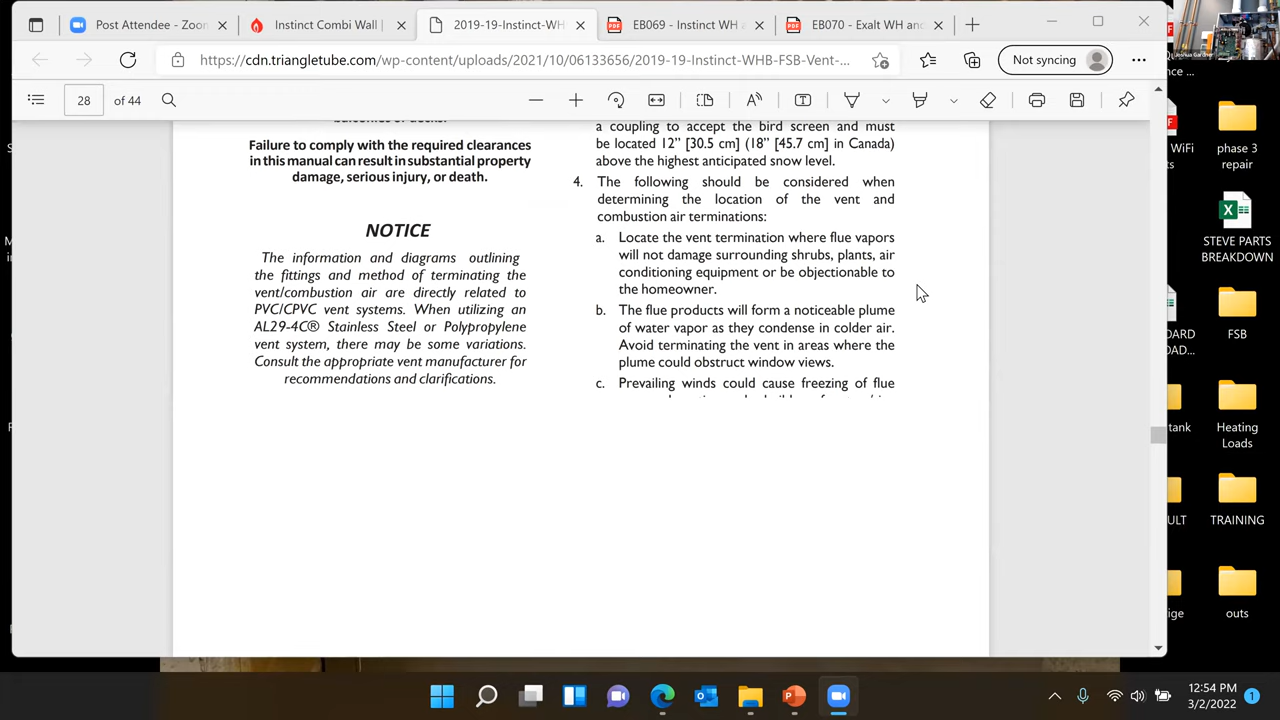 Post Attendee - Zoom
Instinct Combi Wall
2019-19-Instinct-WH
EB069 - Instinct WH a
EB070 - Exalt WH and
https://cdn.triangletube.com/wp-content/uploads/2021/10/06133656/2019-19-Instinct-WHB-FSB-Vent-...
Not syncing
28 of 44
Failure to comply with the required clearances
in this manual can result in substantial property
damage, serious injury, or death.
NOTICE
The information and diagrams outlining
the fittings and method of terminating the
vent/combustion air are directly related to
PVC/CPVC vent systems. When utilizing an
AL29-4C® Stainless Steel or Polypropylene
vent system, there may be some variations.
Consult the appropriate vent manufacturer for
recommendations and clarifications.
a coupling to accept the bird screen and must
be located 12” [30.5 cm] (18” [45.7 cm] in Canada)
above the highest anticipated snow level.
4. The following should be considered when
determining the location of the vent and
combustion air terminations:
a. Locate the vent termination where flue vapors
will not damage surrounding shrubs, plants, air
conditioning equipment or be objectionable to
the homeowner.
b. The flue products will form a noticeable plume
of water vapor as they condense in colder air.
Avoid terminating the vent in areas where the
plume could obstruct window views.
c. Prevailing winds could cause freezing of flue
Joshua Gardner
nce ...
WiFi
ts
phase 3
repair
STEVE PARTS
BREAKDOWN
DARD
OAD...
FSB
tank
Heating
Loads
ULT
TRAINING
ige
outs
12:54 PM
3/2/2022
1